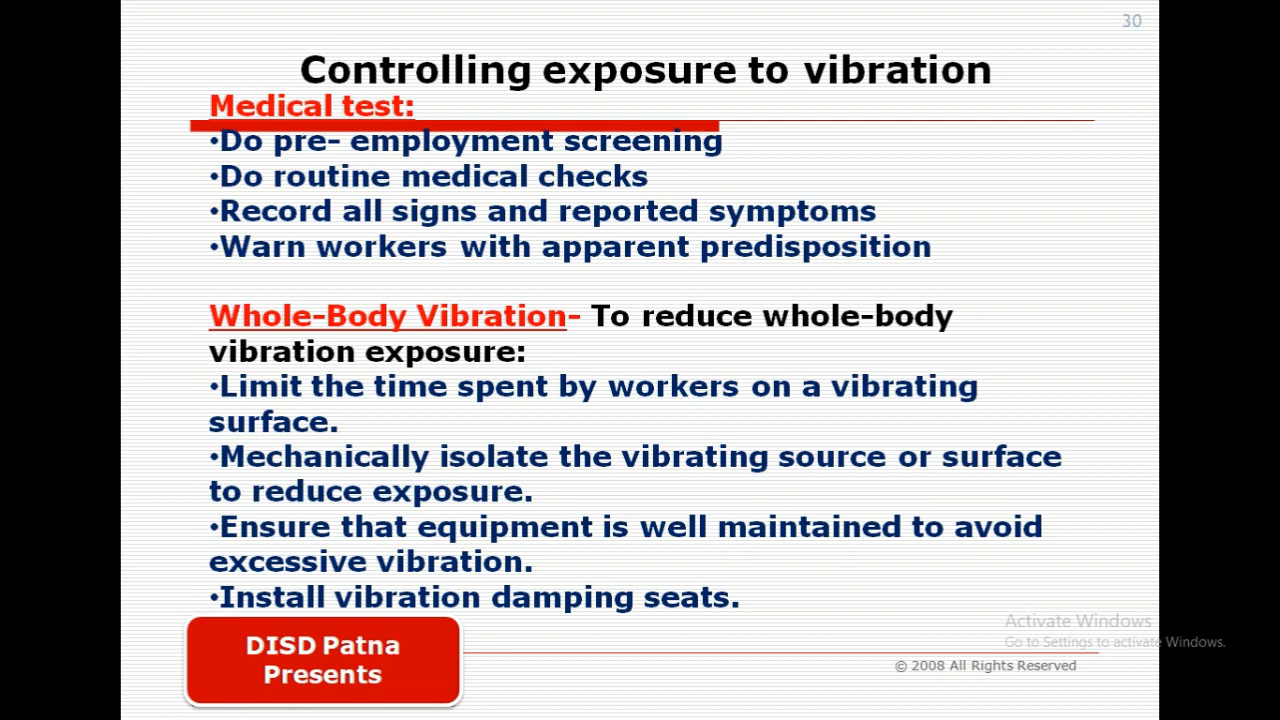 30
Controlling exposure to vibration
Medical test:
•Do pre- employment screening
•Do routine medical checks
•Record all signs and reported symptoms
•Warn workers with apparent predisposition
Whole-Body Vibration- To reduce whole-body
vibration exposure:
•Limit the time spent by workers on a vibrating
surface.
•Mechanically isolate the vibrating source or surface
to reduce exposure.
•Ensure that equipment is well maintained to avoid
excessive vibration.
•Install vibration damping seats.
DISD Patna
Presents
Activate Windows
Go to Settings to activate Windows.
© 2008 All Rights Reserved